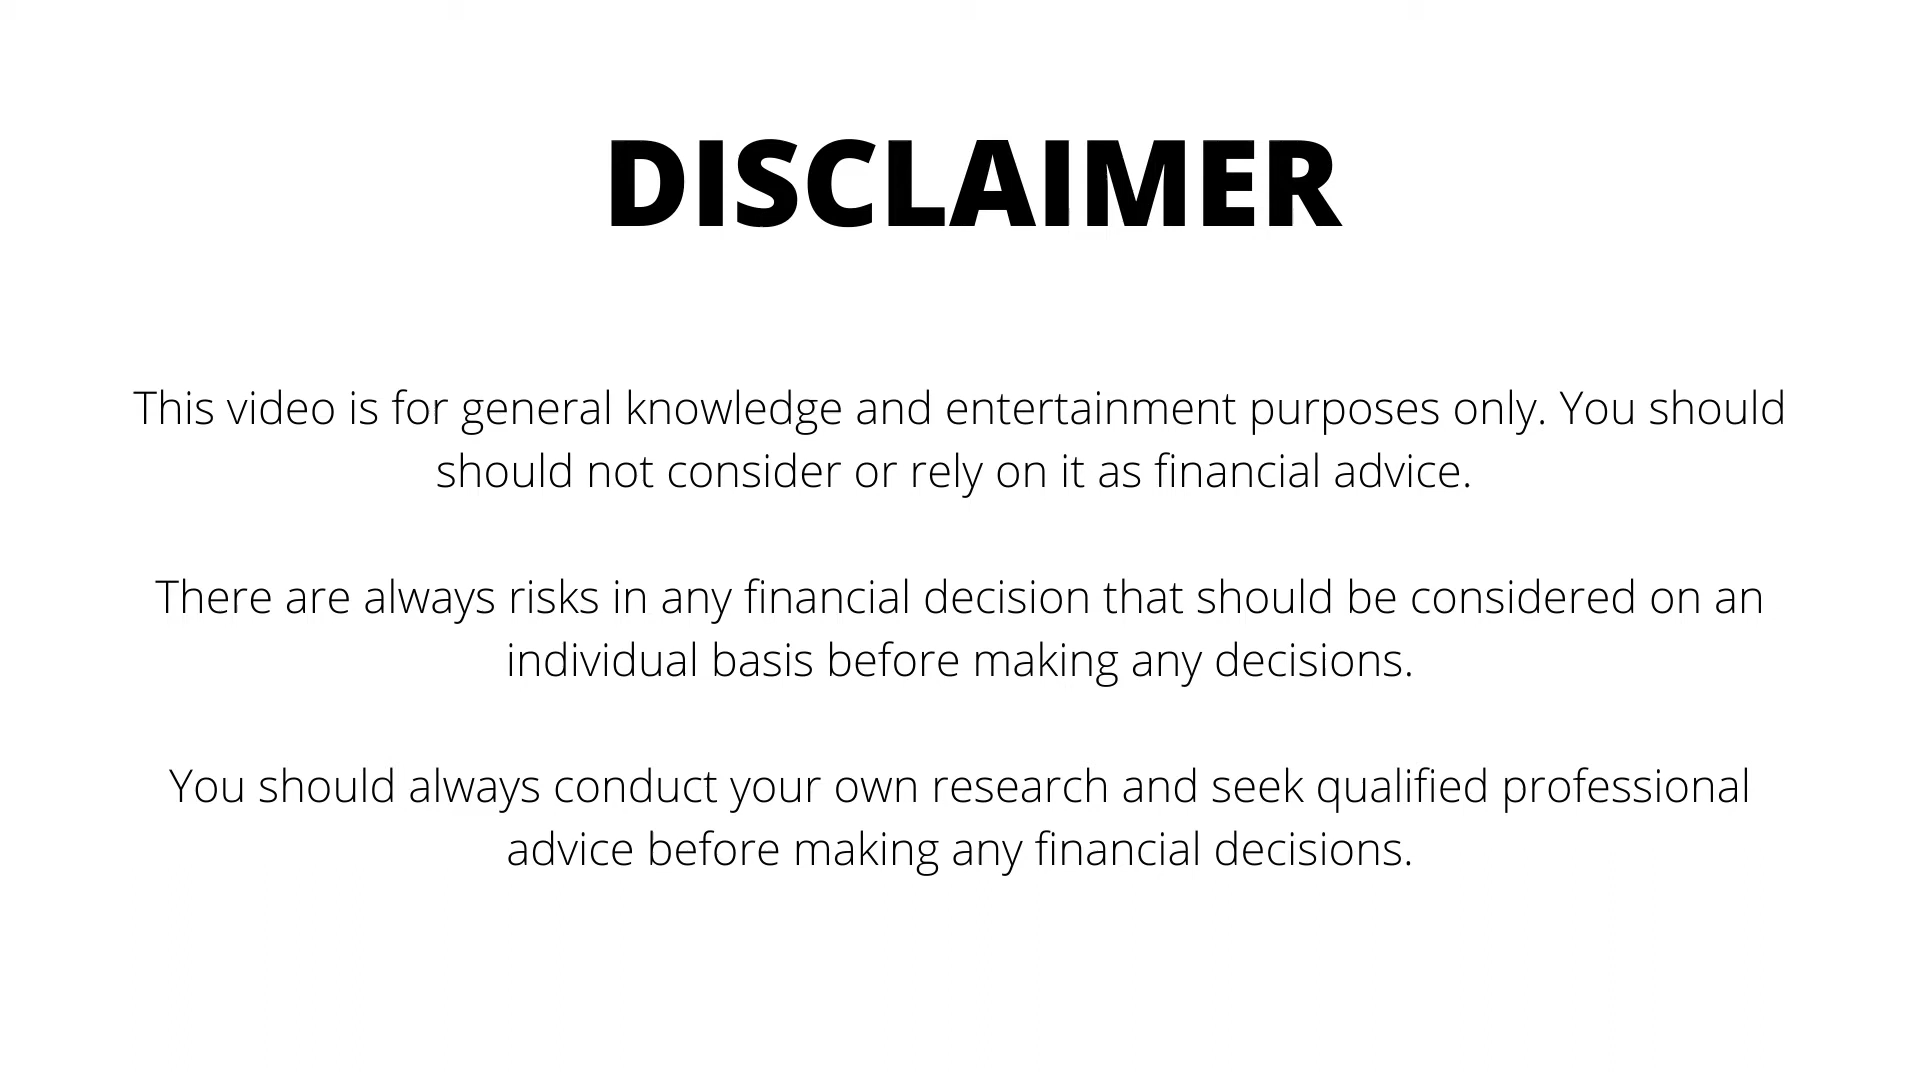 DISCLAIMER
This video is for general knowledge and entertainment purposes only. You should
should not consider or rely on it as financial advice.
There are always risks in any financial decision that should be considered on an
individual basis before making any decisions.
You should always conduct your own research and seek qualified professional
advice before making any financial decisions.